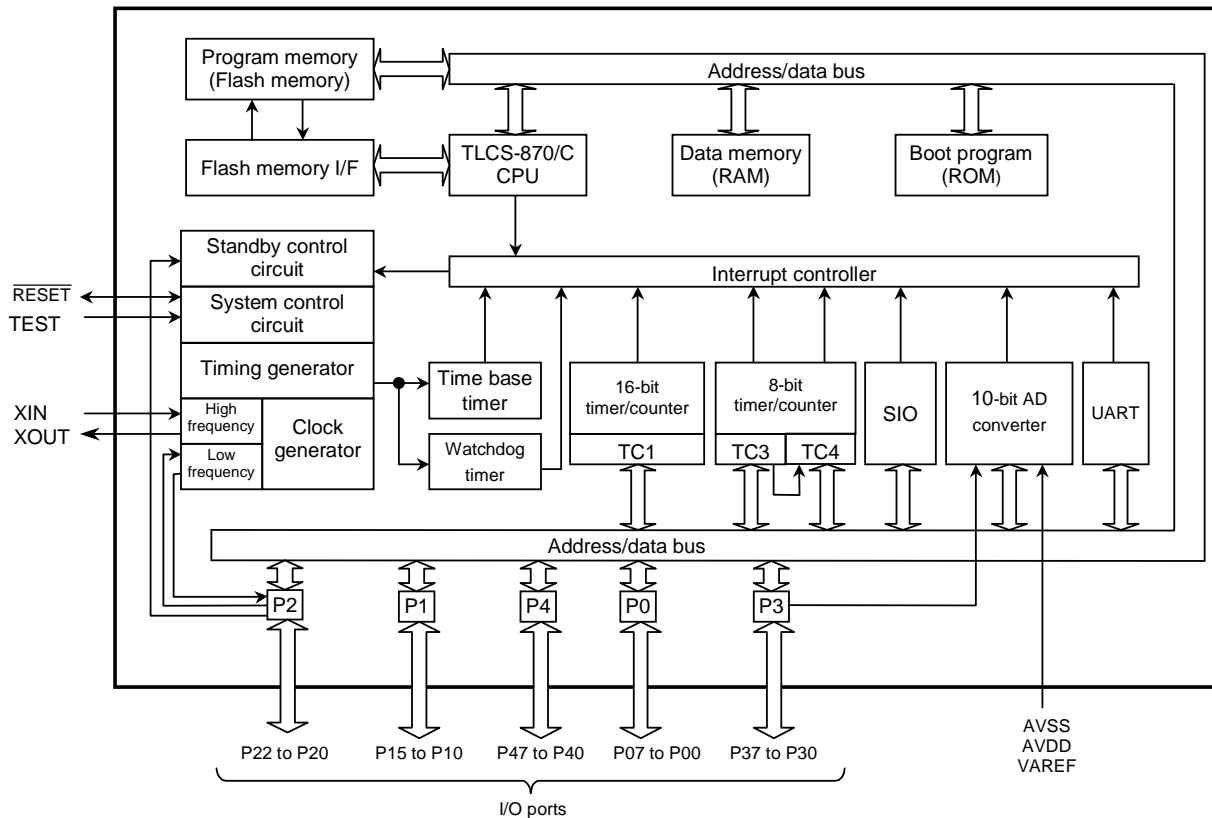 Program memory
(Flash memory)
Address/data bus
Flash memory I/F
TLCS-870/C
CPU
Data memory
(RAM)
Boot program
(ROM)
Standby control
circuit
Interrupt controller
RESET
TEST
System control
circuit
Timing generator
Time base
timer
16-bit
timer/counter
8-bit
timer/counter
SIO
10-bit AD
converter
UART
XIN
XOUT
High
frequency
Clock
generator
Low
frequency
Watchdog
timer
TC1
TC3
TC4
Address/data bus
P2
P1
P4
P0
P3
P22 to P20
P15 to P10
P47 to P40
P07 to P00
P37 to P30
AVSS
AVDD
VAREF
I/O ports